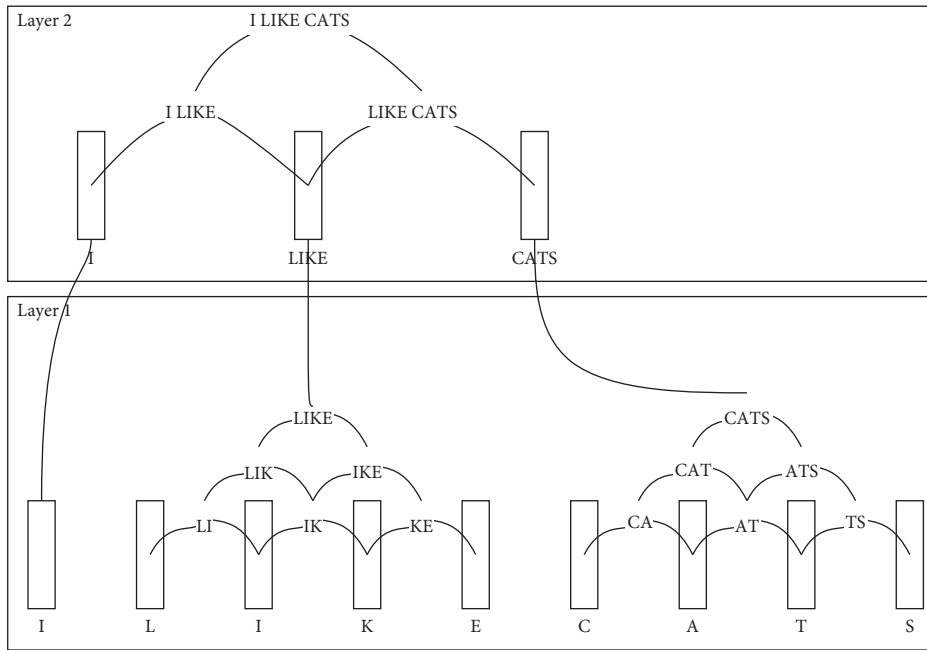 Layer 2
I LIKE CATS
I LIKE
LIKE CATS
I
LIKE
CATS
Layer 1
LIKE
CATS
LIK
IKE
CAT
ATS
LI
IK
KE
CA
AT
TS
I
L
I
K
E
C
A
T
S